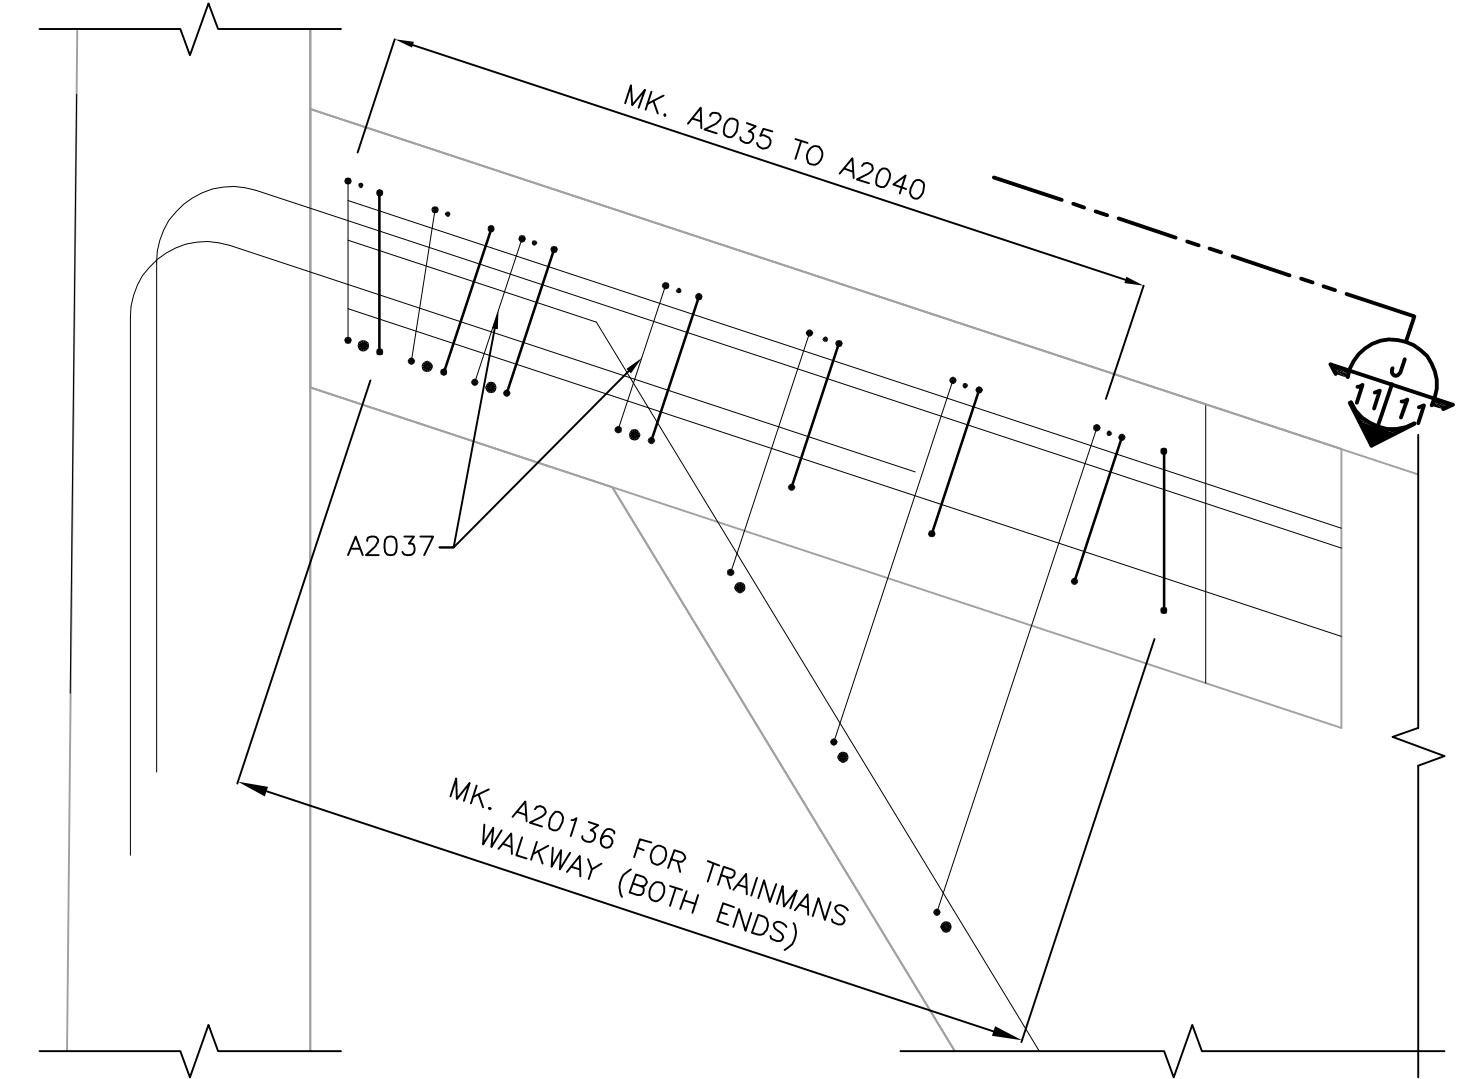 MK. A2035 TO A2040
J
11 11
A2037
MK. A20136 FOR TRAINMANS
WALKWAY (BOTH ENDS)